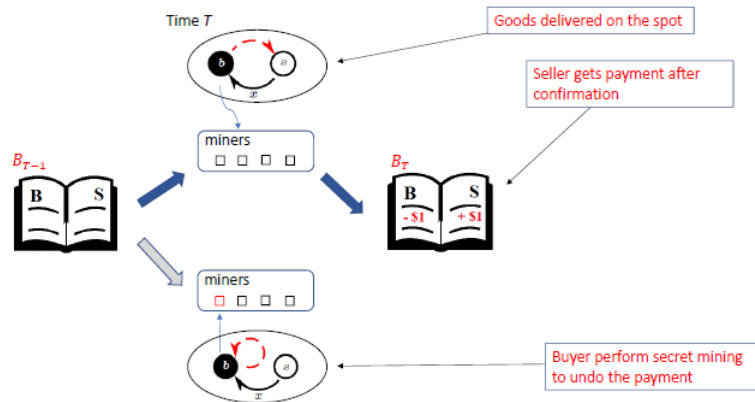 Time T
Goods delivered on the spot
b
s
x
Seller gets payment after
confirmation
miners
B_{T-1}
B_T
B S
B S
- $1 + $1
miners
b
s
x
Buyer perform secret mining
to undo the payment